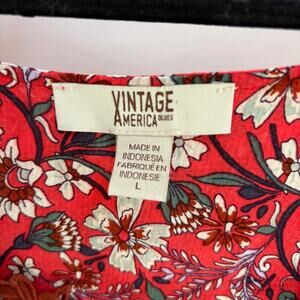 VINTAGE
AMERICA BLUES
MADE IN
INDONESIA
FABRIQUÉ EN
INDONESIE
L